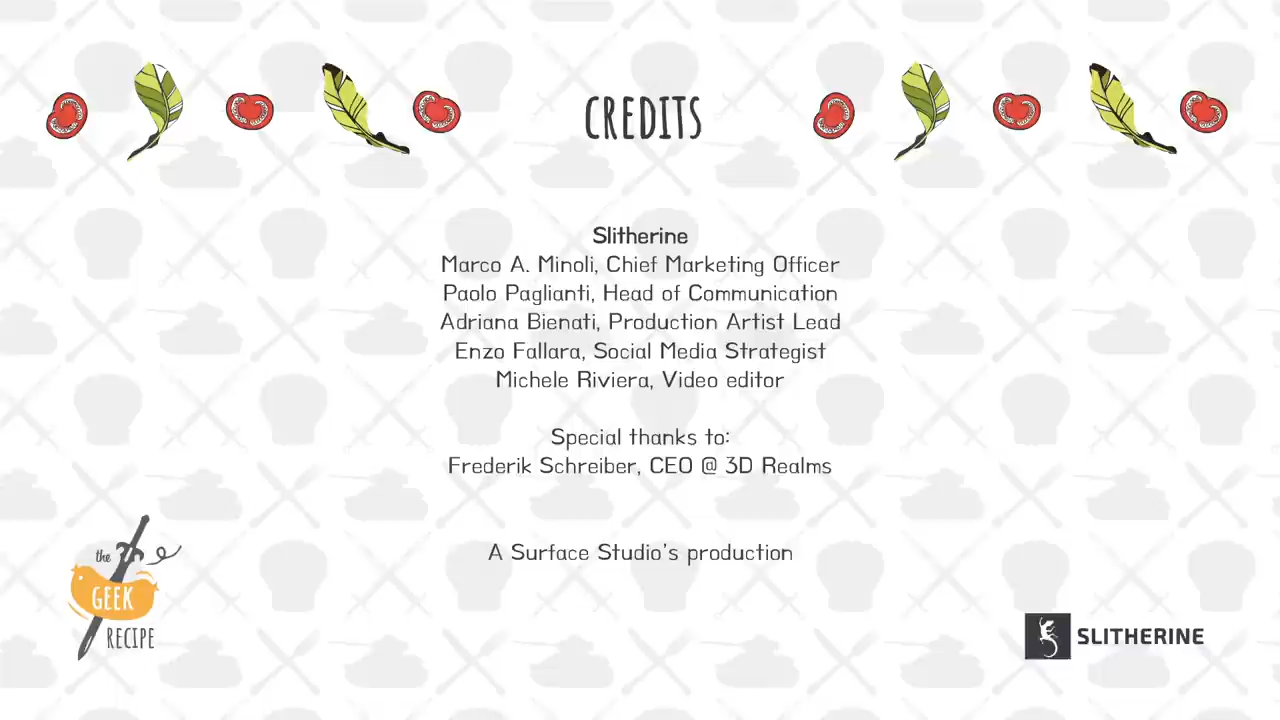 CREDITS
Slitherine
Marco A. Minoli, Chief Marketing Officer
Paolo Paglianti, Head of Communication
Adriana Bienati, Production Artist Lead
Enzo Fallara, Social Media Strategist
Michele Riviera, Video editor
Special thanks to:
Frederik Schreiber, CEO @ 3D Realms
A Surface Studio's production
the
GEEK
RECIPE
SLITHERINE